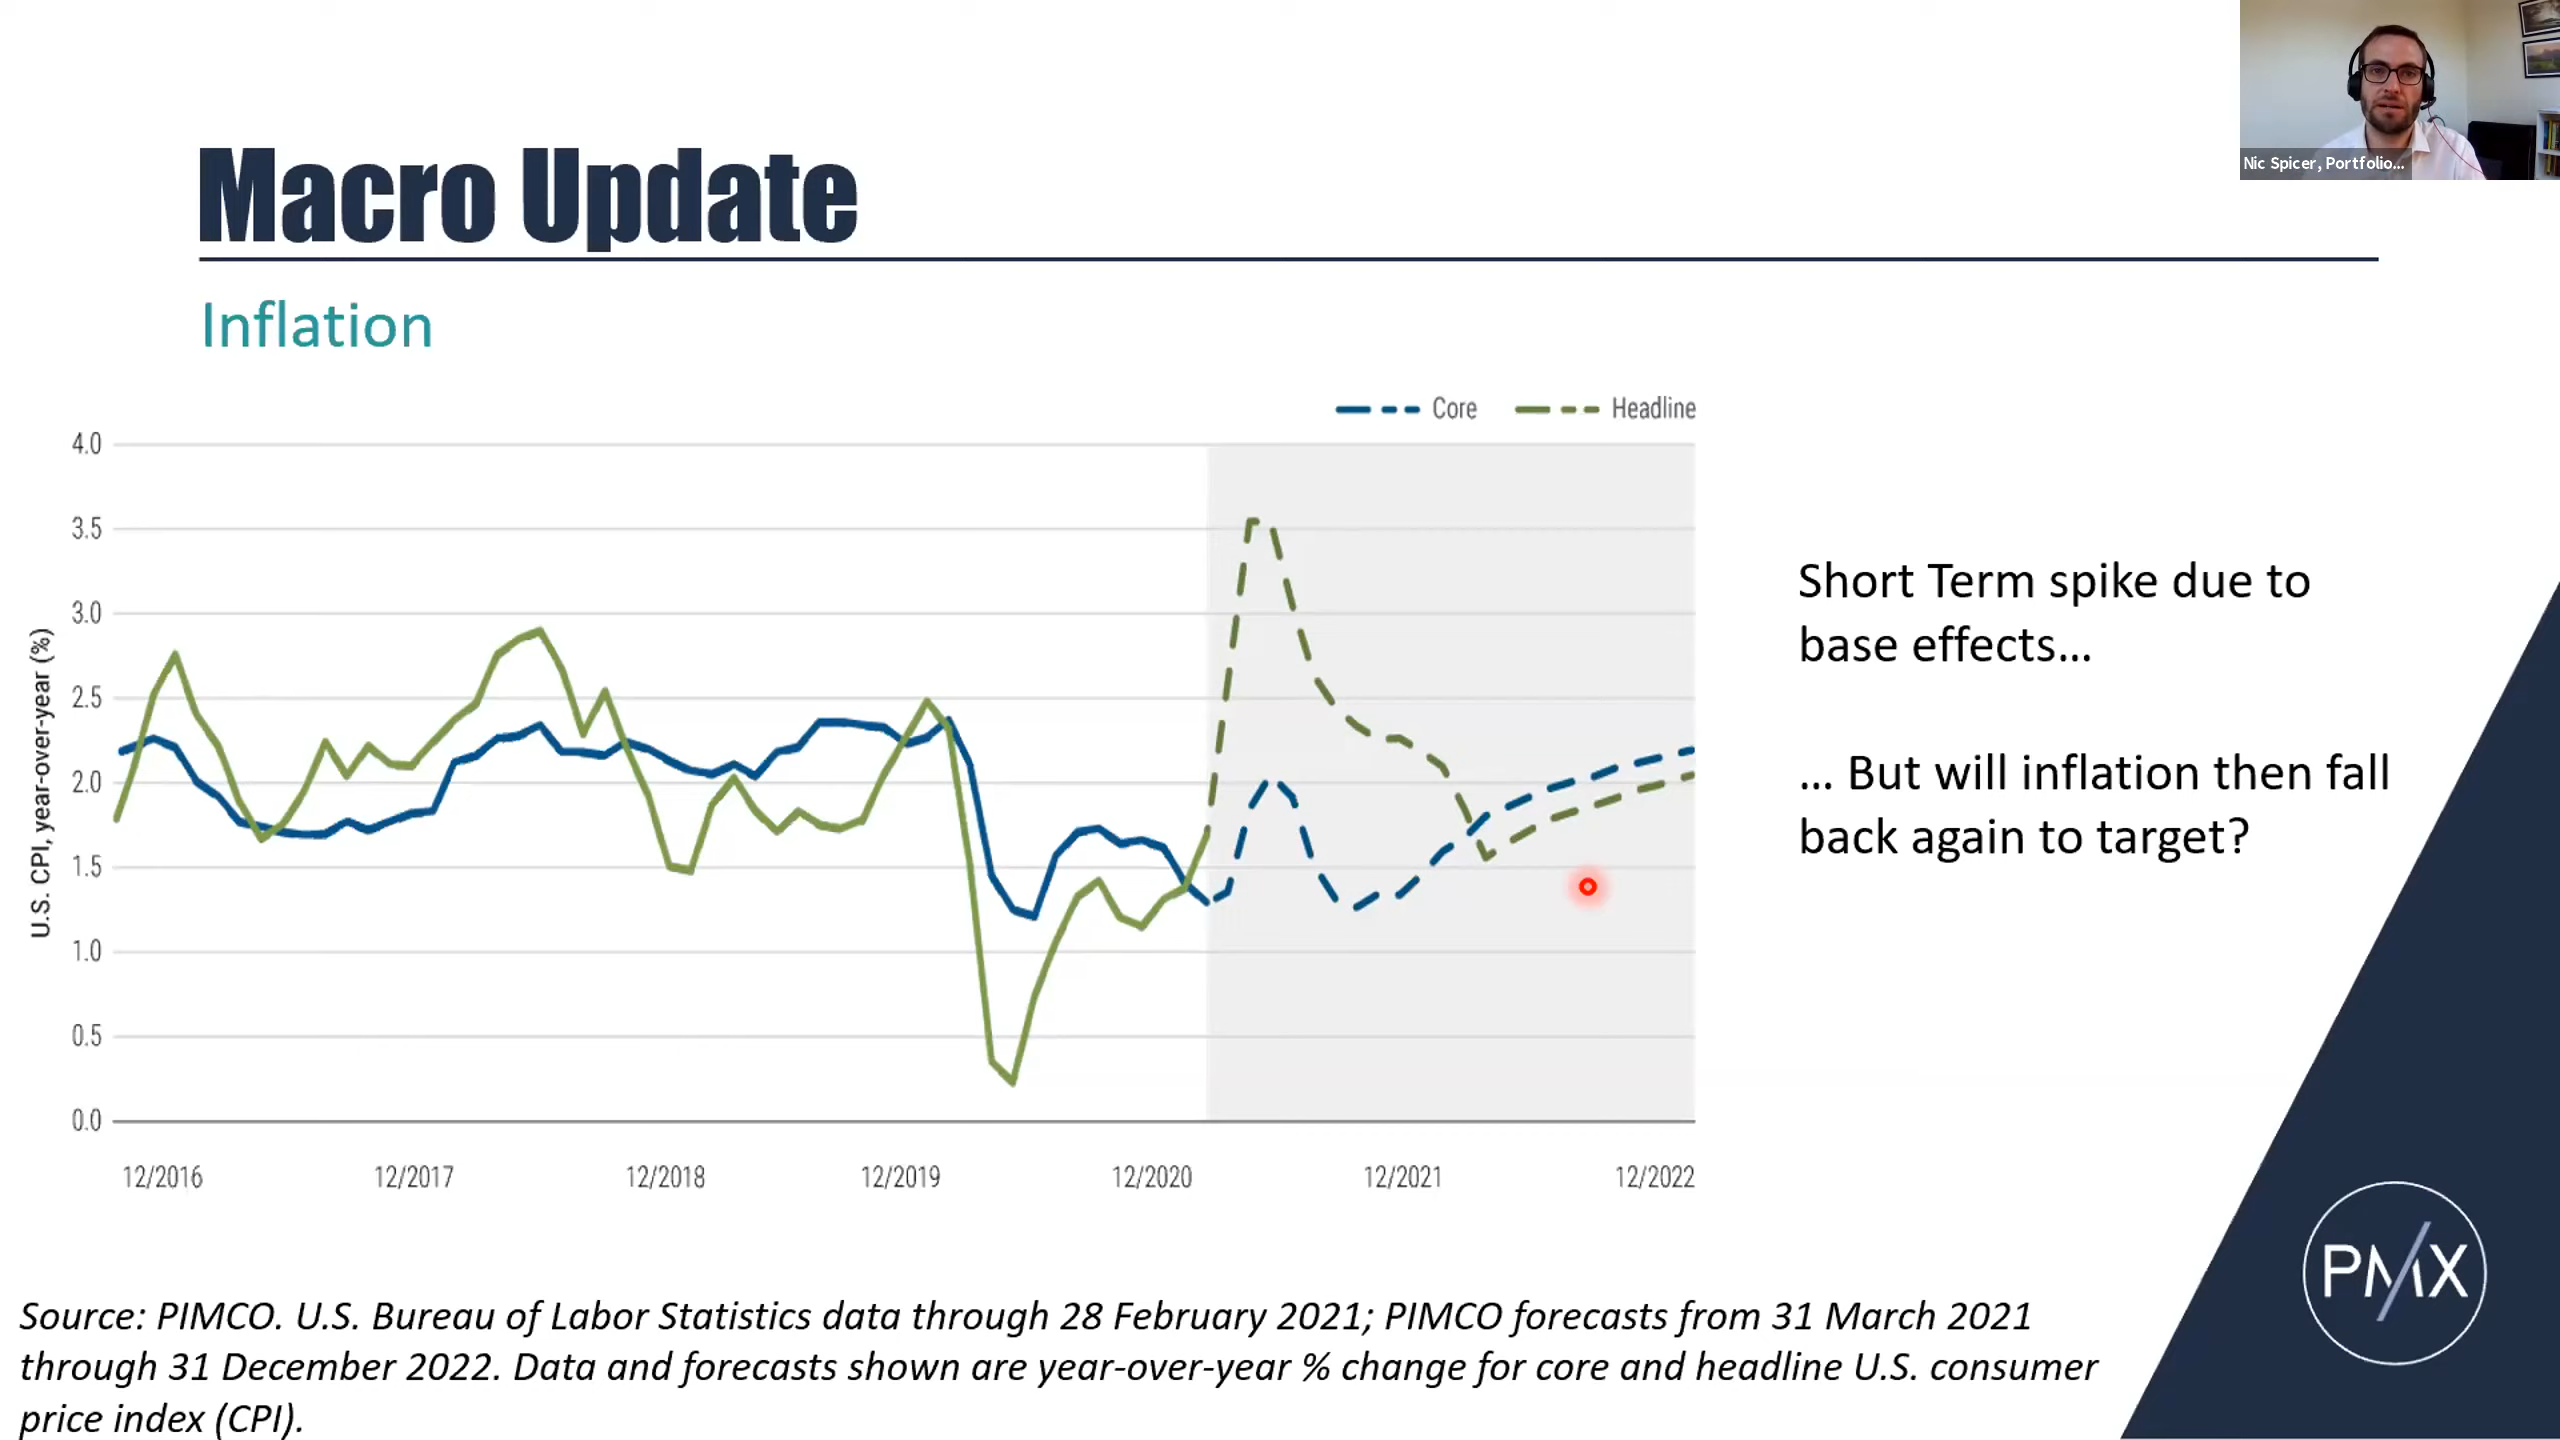 Nic Spicer, Portfolio...
Macro Update
Inflation
Core
Headline
U.S. CPI, year-over-year (%)
4.0
3.5
3.0
2.5
2.0
1.5
1.0
0.5
0.0
12/2016
12/2017
12/2018
12/2019
12/2020
12/2021
12/2022
Short Term spike due to
base effects...
... But will inflation then fall
back again to target?
Source: PIMCO. U.S. Bureau of Labor Statistics data through 28 February 2021; PIMCO forecasts from 31 March 2021
through 31 December 2022. Data and forecasts shown are year-over-year % change for core and headline U.S. consumer
price index (CPI).
PMX